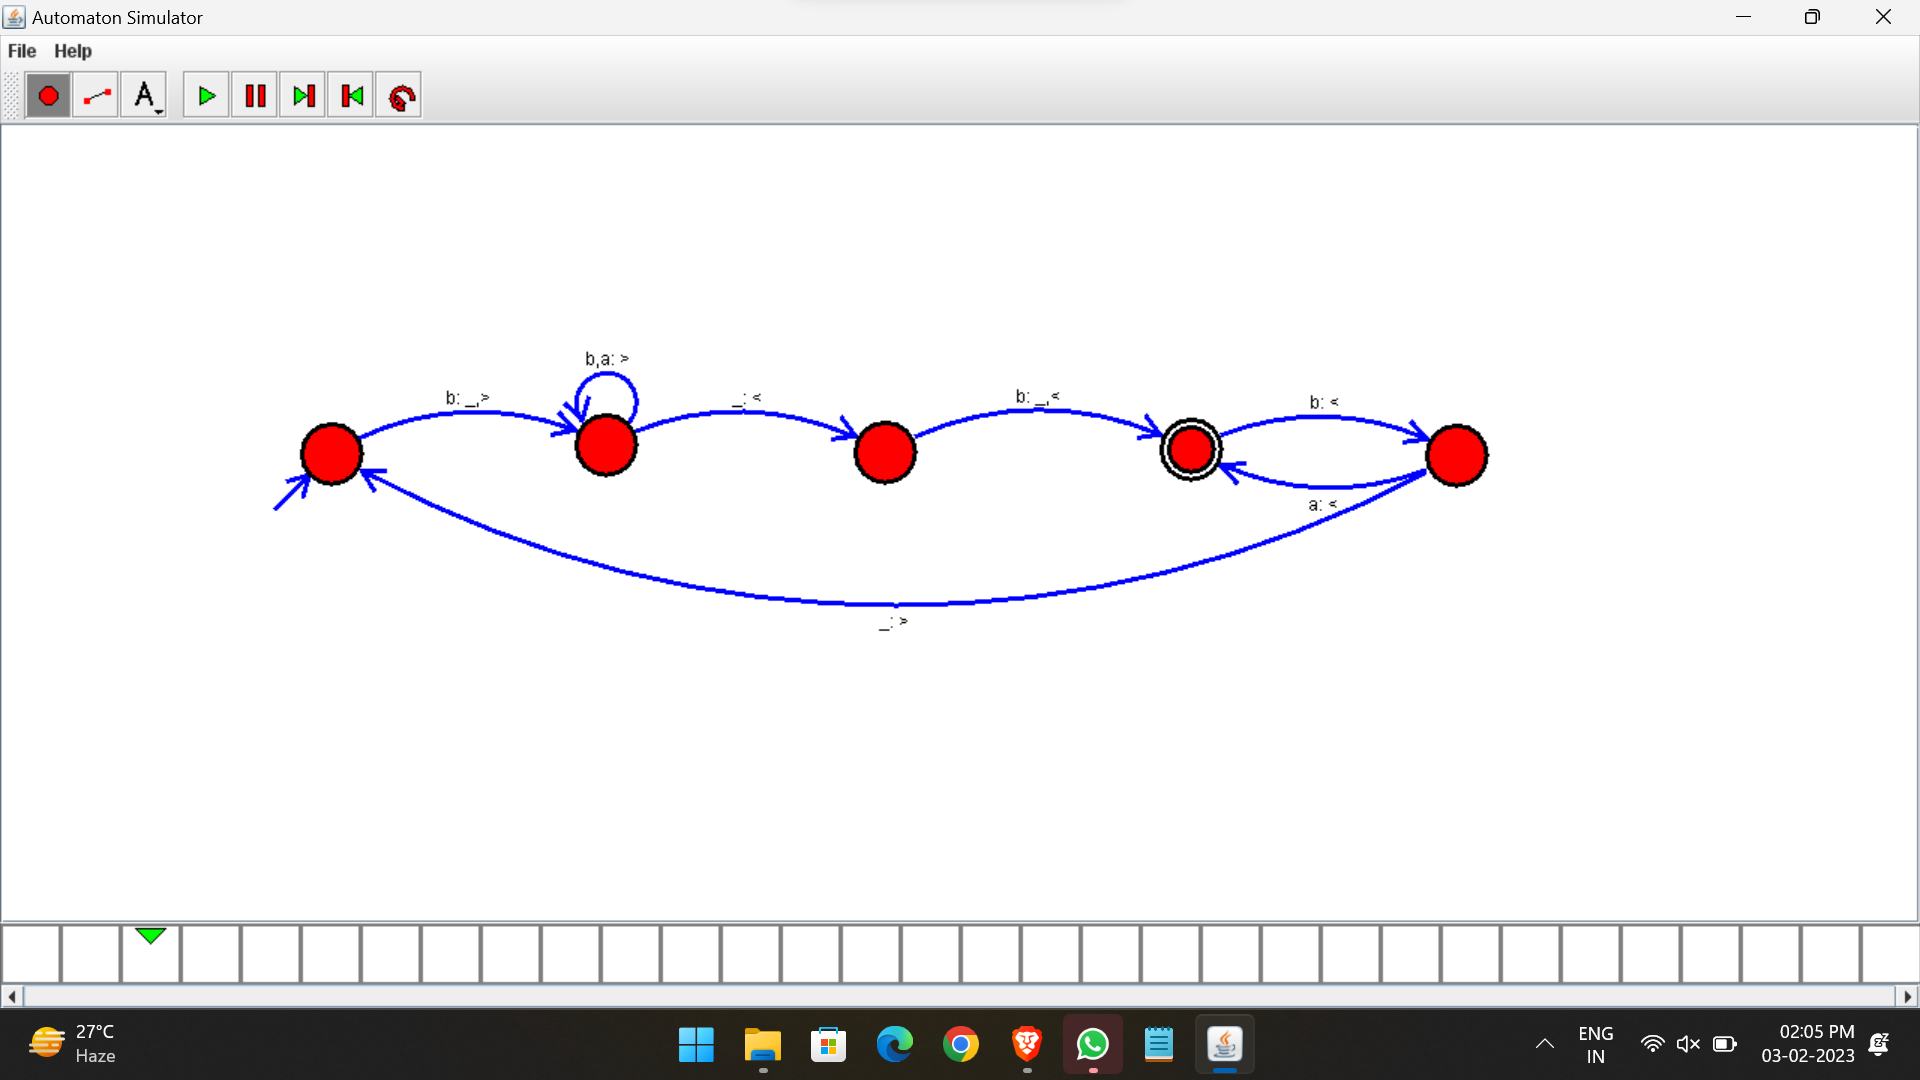 Automaton Simulator
File Help
A
b,a: >
b: _,>
_: <
b: _,<
b: <
a: <
_: >
27°C
Haze
ENG
IN
02:05 PM
03-02-2023